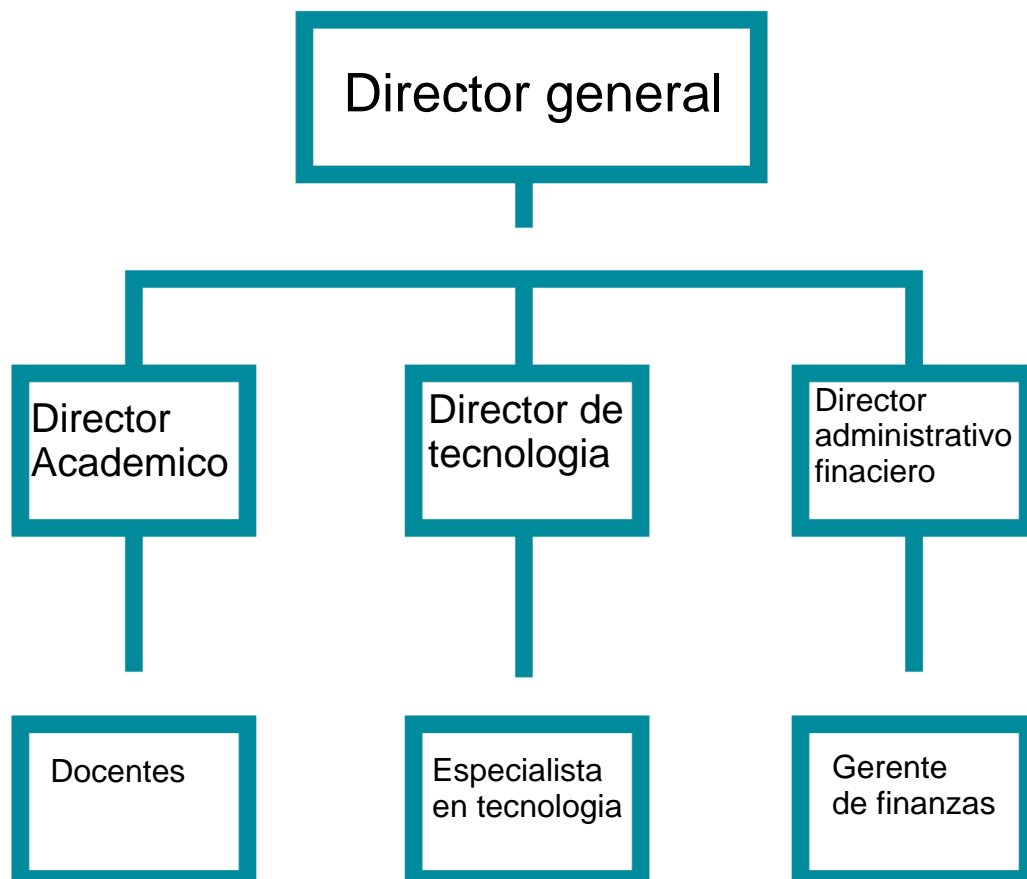 Director general
Director
Academico
Director de
tecnologia
Director
administrativo
finaciero
Docentes
Especialista
en tecnologia
Gerente
de finanzas